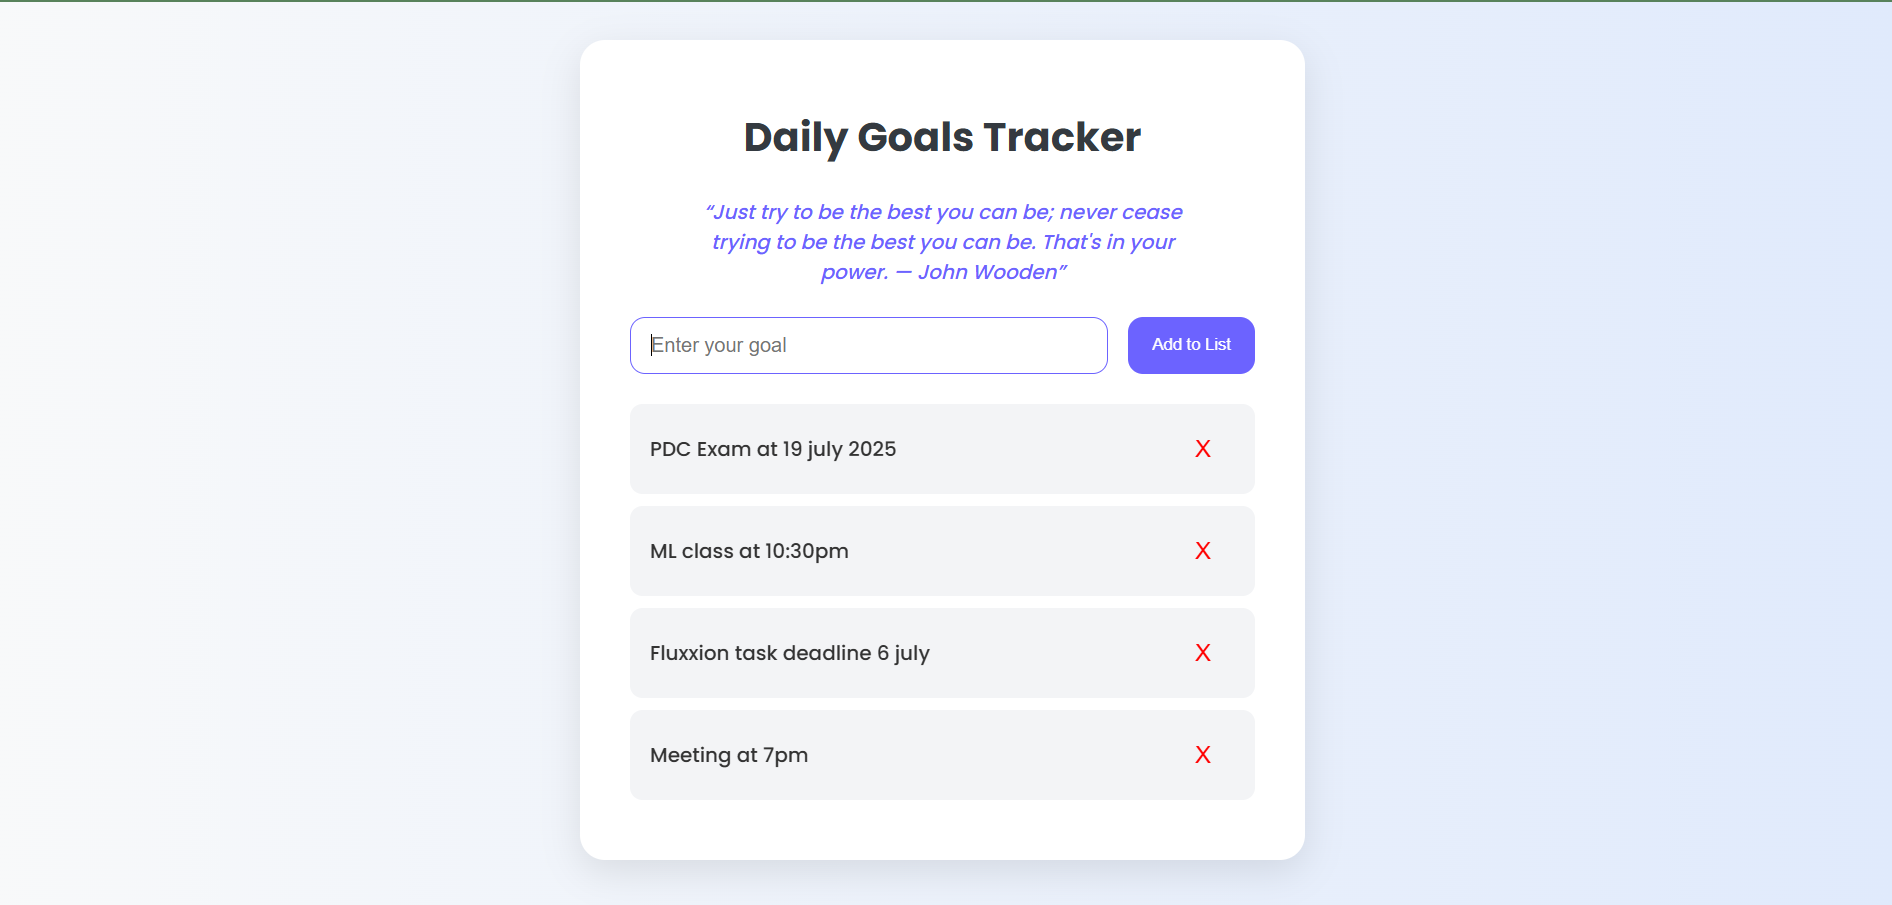 Daily Goals Tracker
“Just try to be the best you can be; never cease
trying to be the best you can be. That's in your
power. — John Wooden”
Enter your goal
Add to List
PDC Exam at 19 july 2025
X
ML class at 10:30pm
X
Fluxxion task deadline 6 july
X
Meeting at 7pm
X